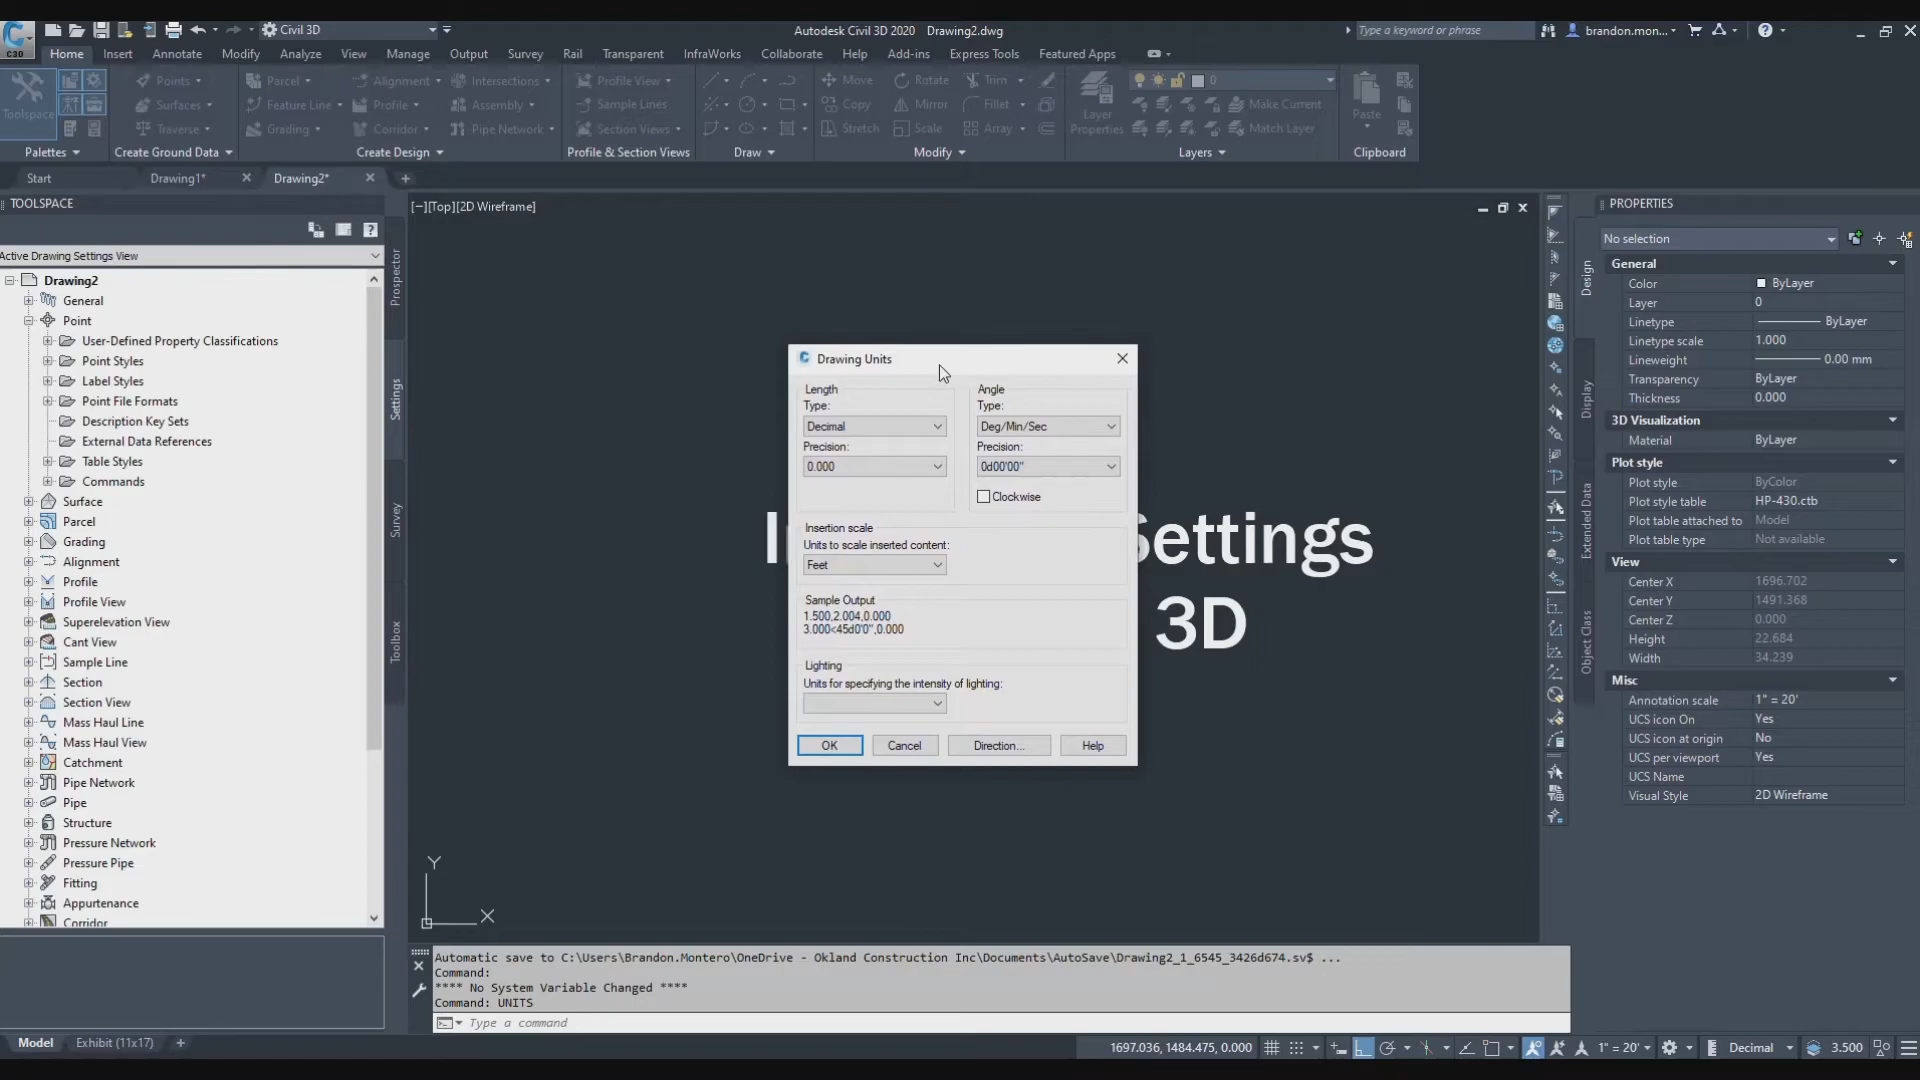 Civil 3D
Autodesk Civil 3D 2020 Drawing2.dwg
Type a keyword or phrase
brandon.mon...
C3D
Home Insert Annotate Modify Analyze View Manage Output Survey Rail Transparent InfraWorks Collaborate Help Add-ins Express Tools Featured Apps
Toolspace
Points
Surfaces
Traverse
Parcel
Feature Line
Grading
Alignment
Profile
Corridor
Intersections
Assembly
Pipe Network
Profile View
Sample Lines
Section Views
Move
Copy
Stretch
Rotate
Mirror
Scale
Trim
Fillet
Array
Layer
Properties
0
Make Current
Match Layer
Paste
Palettes
Create Ground Data
Create Design
Profile & Section Views
Draw
Modify
Layers
Clipboard
Start
Drawing1*
Drawing2*
TOOLSPACE
Active Drawing Settings View
Drawing2
General
Point
User-Defined Property Classifications
Point Styles
Label Styles
Point File Formats
Description Key Sets
External Data References
Table Styles
Commands
Surface
Parcel
Grading
Alignment
Profile
Profile View
Superelevation View
Cant View
Sample Line
Section
Section View
Mass Haul Line
Mass Haul View
Catchment
Pipe Network
Pipe
Structure
Pressure Network
Pressure Pipe
Fitting
Appurtenance
Corridor
Prospector
Settings
Survey
Toolbox
[−][Top][2D Wireframe]
Settings
3D
Drawing Units
Length
Type:
Decimal
Precision:
0.000
Angle
Type:
Deg/Min/Sec
Precision:
0d00'00"
Clockwise
Insertion scale
Units to scale inserted content:
Feet
Sample Output
1.500,2.004,0.000
3.000<45d0'0",0.000
Lighting
Units for specifying the intensity of lighting:
OK Cancel Direction... Help
Y
X
Automatic save to C:\Users\Brandon.Montero\OneDrive - Okland Construction Inc\Documents\AutoSave\Drawing2_1_6545_3426d674.sv$ ...
Command:
**** No System Variable Changed ****
Command: UNITS
Type a command
Model
Exhibit (11x17)
1697.036, 1484.475, 0.000
1" = 20'
Decimal
3.500
PROPERTIES
No selection
Design
Display
Extended Data
Object Class
General
Color ByLayer
Layer 0
Linetype ByLayer
Linetype scale 1.000
Lineweight 0.00 mm
Transparency ByLayer
Thickness 0.000
3D Visualization
Material ByLayer
Plot style
Plot style ByColor
Plot style table HP-430.ctb
Plot table attached to Model
Plot table type Not available
View
Center X 1696.702
Center Y 1491.368
Center Z 0.000
Height 22.684
Width 34.239
Misc
Annotation scale 1" = 20'
UCS icon On Yes
UCS icon at origin No
UCS per viewport Yes
UCS Name
Visual Style 2D Wireframe